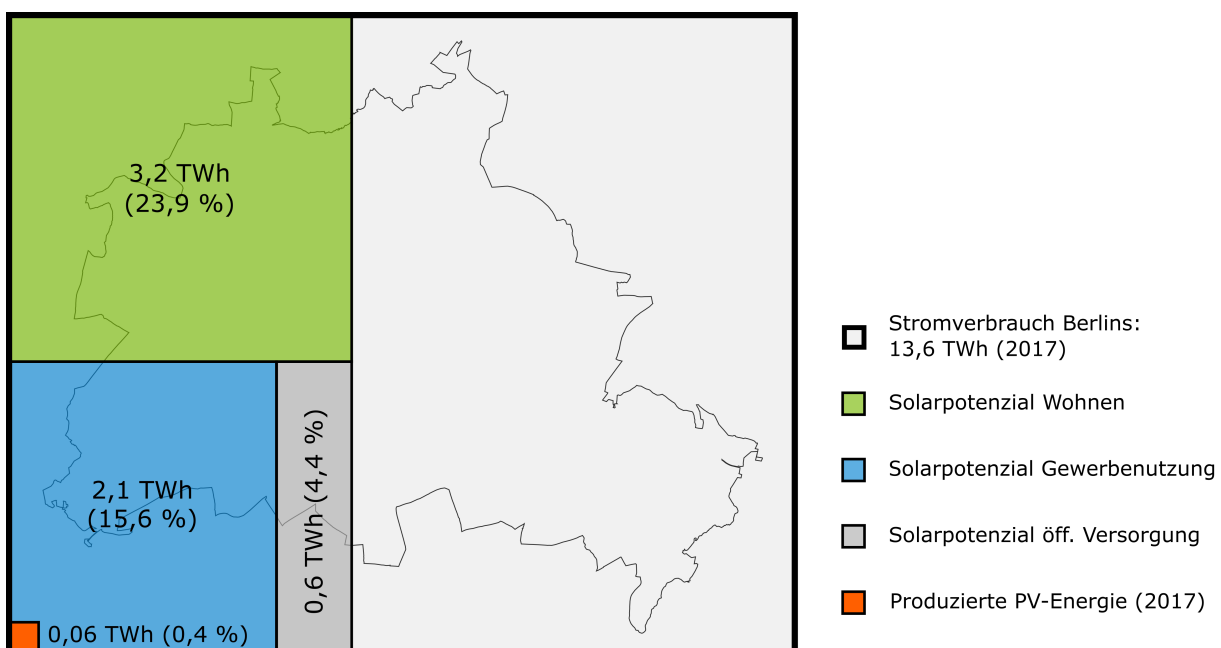 3,2 TWh
(23,9 %)
2,1 TWh
(15,6 %)
0,6 TWh (4,4 %)
0,06 TWh (0,4 %)
Stromverbrauch Berlins:
13,6 TWh (2017)
Solarpotenzial Wohnen
Solarpotenzial Gewerbenutzung
Solarpotenzial öff. Versorgung
Produzierte PV-Energie (2017)